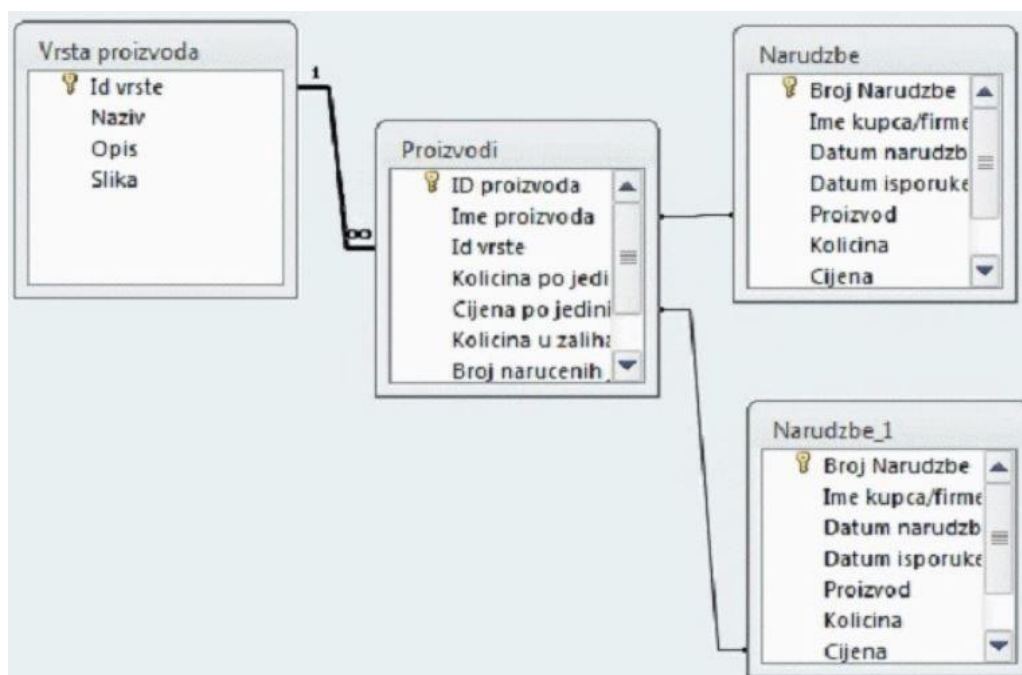 Vrsta proizvoda
Id vrste
Naziv
Opis
Slika
1
∞
Proizvodi
ID proizvoda
Ime proizvoda
Id vrste
Kolicina po jedi
Cijena po jedini
Kolicina u zaliha
Broj narucenih
Narudzbe
Broj Narudzbe
Ime kupca/firme
Datum narudzb
Datum isporuke
Proizvod
Kolicina
Cijena
Narudzbe_1
Broj Narudzbe
Ime kupca/firme
Datum narudzb
Datum isporuke
Proizvod
Kolicina
Cijena